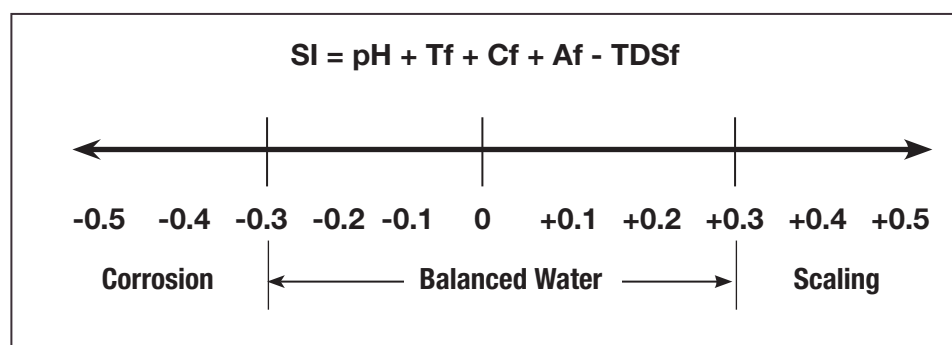 SI = pH + Tf + Cf + Af - TDSf
-0.5 -0.4 -0.3 -0.2 -0.1 0 +0.1 +0.2 +0.3 +0.4 +0.5
Corrosion Balanced Water Scaling